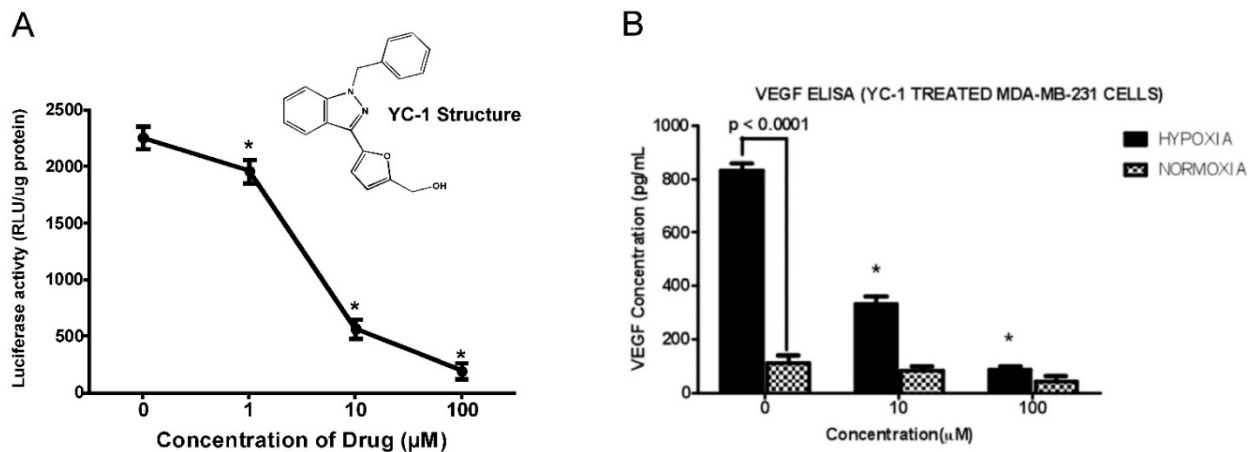 A
YC-1 Structure
N
N
O
OH
Luciferase activty (RLU/ug protein)
2500
2000
1500
1000
500
0
*
*
*
0 1 10 100
Concentration of Drug (µM)
B
VEGF ELISA (YC-1 TREATED MDA-MB-231 CELLS)
p < 0.0001
HYPOXIA
NORMOXIA
VEGF Concentration (pg/mL)
1000
800
600
400
200
0
*
*
0 10 100
Concentration(µM)